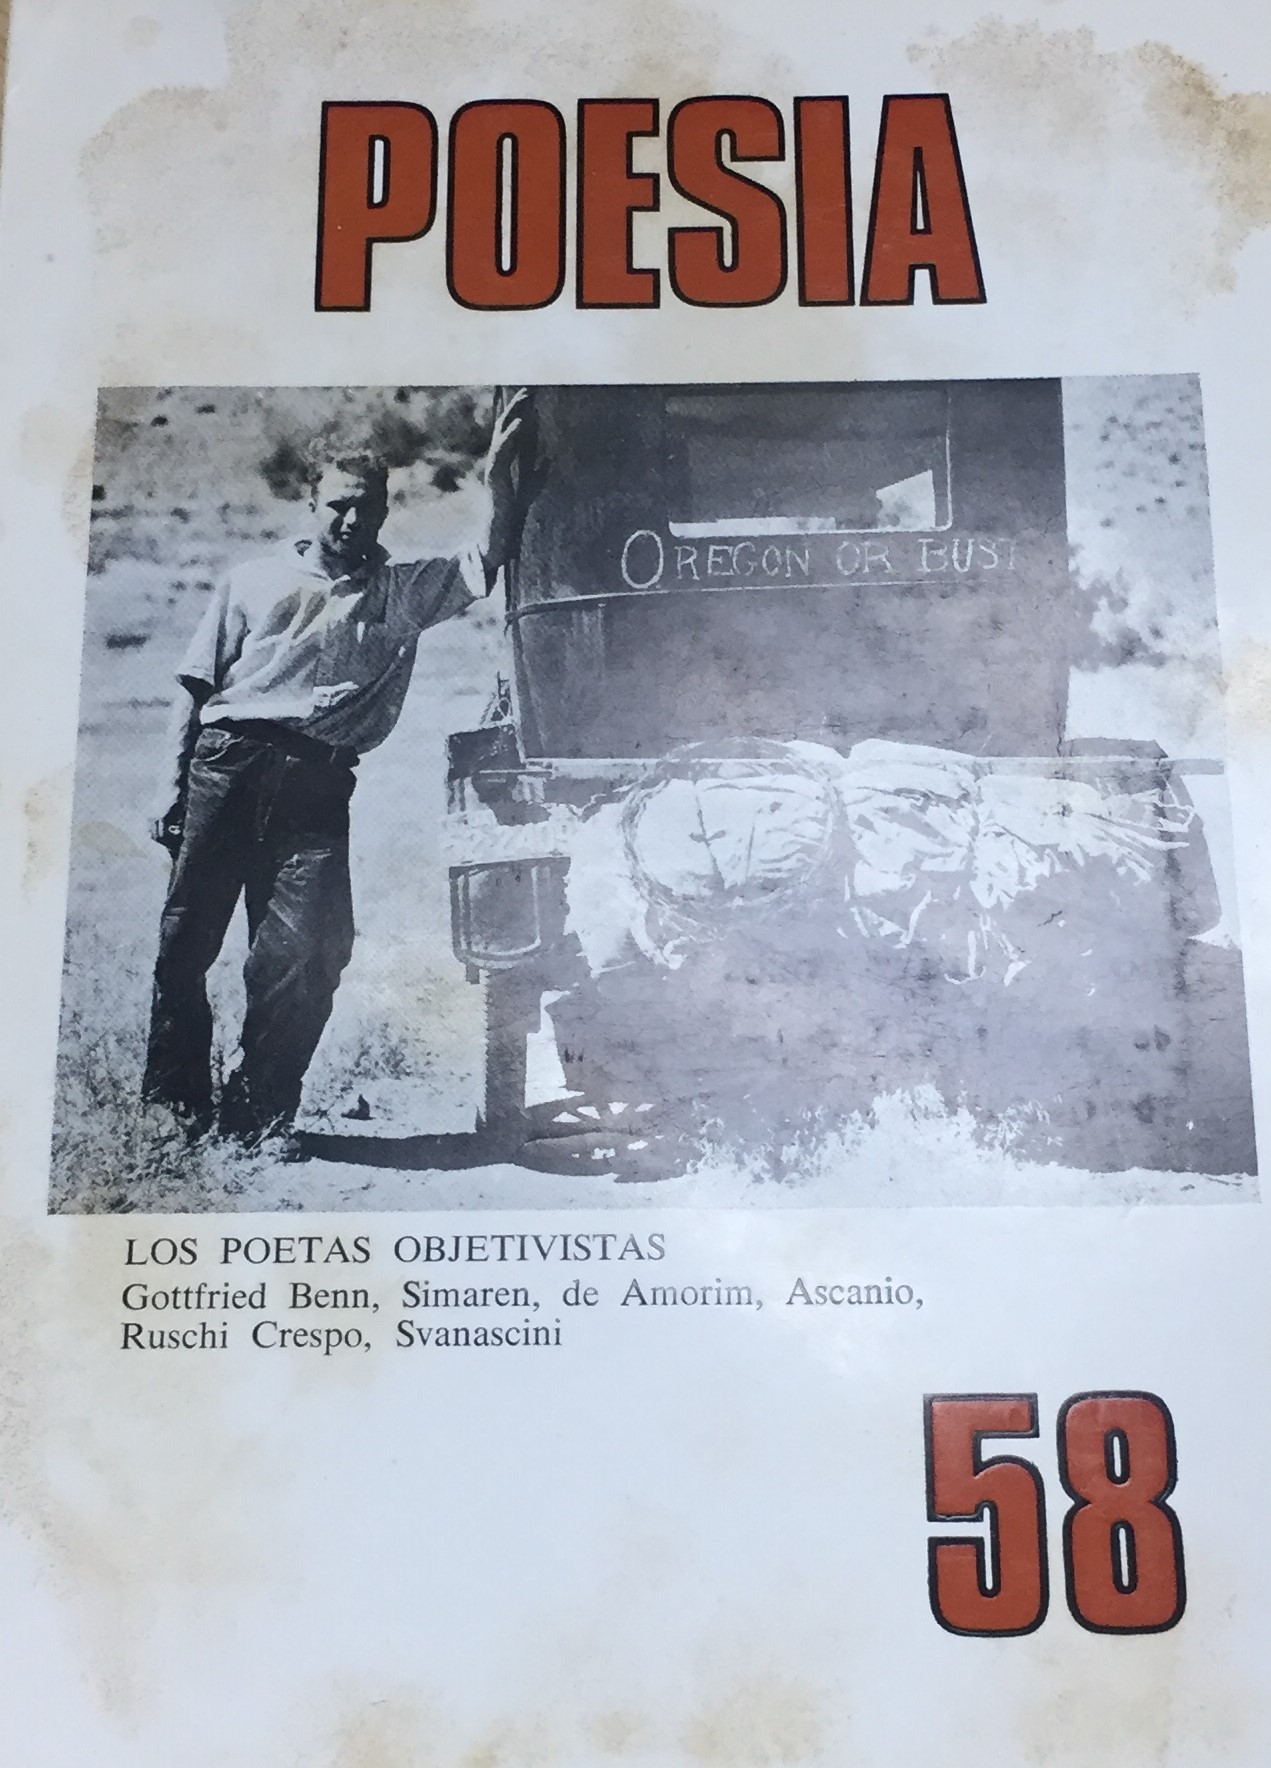 POESIA
OREGON OR BUST
LOS POETAS OBJETIVISTAS
Gottfried Benn, Simaren, de Amorim, Ascanio,
Ruschi Crespo, Svanascini
58